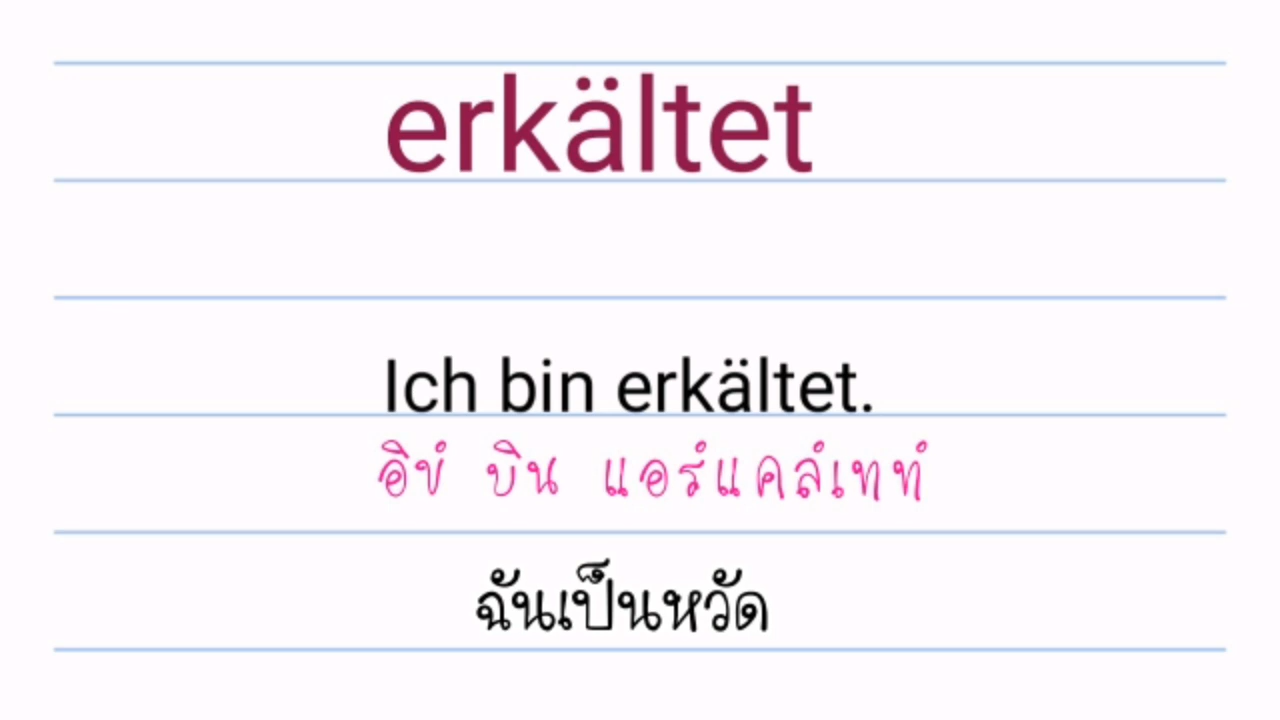 erkältet
Ich bin erkältet.
อิช์ บิน แอร์แคล์เทท์
ฉันเป็นหวัด